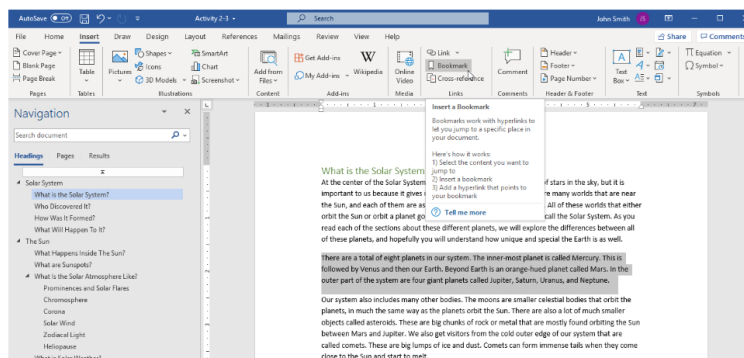 AutoSave Off Activity 2-3 Search John Smith JS
File Home Insert Draw Design Layout References Mailings Review View Help Share Comments
Cover Page
Blank Page
Page Break
Pages
Table
Tables
Pictures
Shapes
Icons
3D Models
SmartArt
Chart
Screenshot
Illustrations
Add from
Files
Content
Get Add-ins
My Add-ins
Wikipedia
Add-ins
Online
Video
Media
Link
Bookmark
Cross-reference
Links
Comment
Comments
Header
Footer
Page Number
Header & Footer
Text
Box
Text
Equation
Symbol
Symbols
Navigation
Search document
Headings Pages Results
Solar System
What is the Solar System?
Who Discovered It?
How Was It Formed?
What Will Happen To It?
The Sun
What Happens Inside The Sun?
What are Sunspots?
What is the Solar Atmosphere Like?
Prominences and Solar Flares
Chromosphere
Corona
Solar Wind
Zodiacal Light
Heliopause
What is Solar Weather?
Insert a Bookmark
Bookmarks work with hyperlinks to
let you jump to a specific place in
your document.
Here's how it works:
1) Select the content you want to
jump to
2) Insert a bookmark
3) Add a hyperlink that points to
your bookmark
Tell me more
What is the Solar System
At the center of the Solar System of stars in the sky, but it is
important to us because it gives re many worlds that are near
the Sun, and each of them are as All of these worlds that either
orbit the Sun or orbit a planet go call the Solar System. As you
read each of the sections about these different planets, we will explore the differences between all
of these planets, and hopefully you will understand how unique and special the Earth is as well.
There are a total of eight planets in our system. The inner-most planet is called Mercury. This is
followed by Venus and then our Earth. Beyond Earth is an orange-hued planet called Mars. In the
outer part of the system are four giant planets called Jupiter, Saturn, Uranus, and Neptune.
Our system also includes many other bodies. The moons are smaller celestial bodies that orbit the
planets, in much the same way as the planets orbit the Sun. There are also a lot of much smaller
objects called asteroids. These are big chunks of rock or metal that are mostly found orbiting the Sun
between Mars and Jupiter. We also get visitors from the cold outer edge of our system that are
called comets. These are big lumps of ice and dust. Comets can form immense tails when they come
close to the Sun and start to melt.